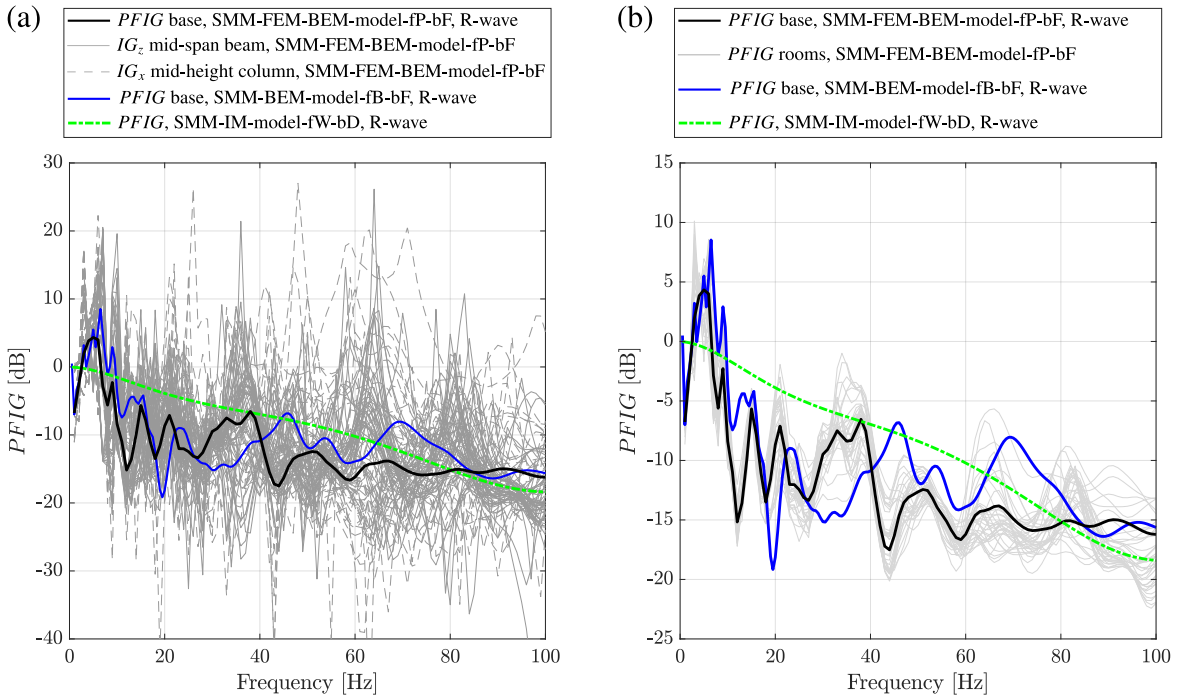 (a)
PFIG base, SMM-FEM-BEM-model-fP-bF, R-wave
IG_z mid-span beam, SMM-FEM-BEM-model-fP-bF
IG_x mid-height column, SMM-FEM-BEM-model-fP-bF
PFIG base, SMM-BEM-model-fB-bF, R-wave
PFIG, SMM-IM-model-fW-bD, R-wave
30
20
10
0
-10
-20
-30
-40
PFIG [dB]
0 20 40 60 80 100
Frequency [Hz]
(b)
PFIG base, SMM-FEM-BEM-model-fP-bF, R-wave
PFIG rooms, SMM-FEM-BEM-model-fP-bF
PFIG base, SMM-BEM-model-fB-bF, R-wave
PFIG, SMM-IM-model-fW-bD, R-wave
15
10
5
0
-5
-10
-15
-20
-25
PFIG [dB]
0 20 40 60 80 100
Frequency [Hz]